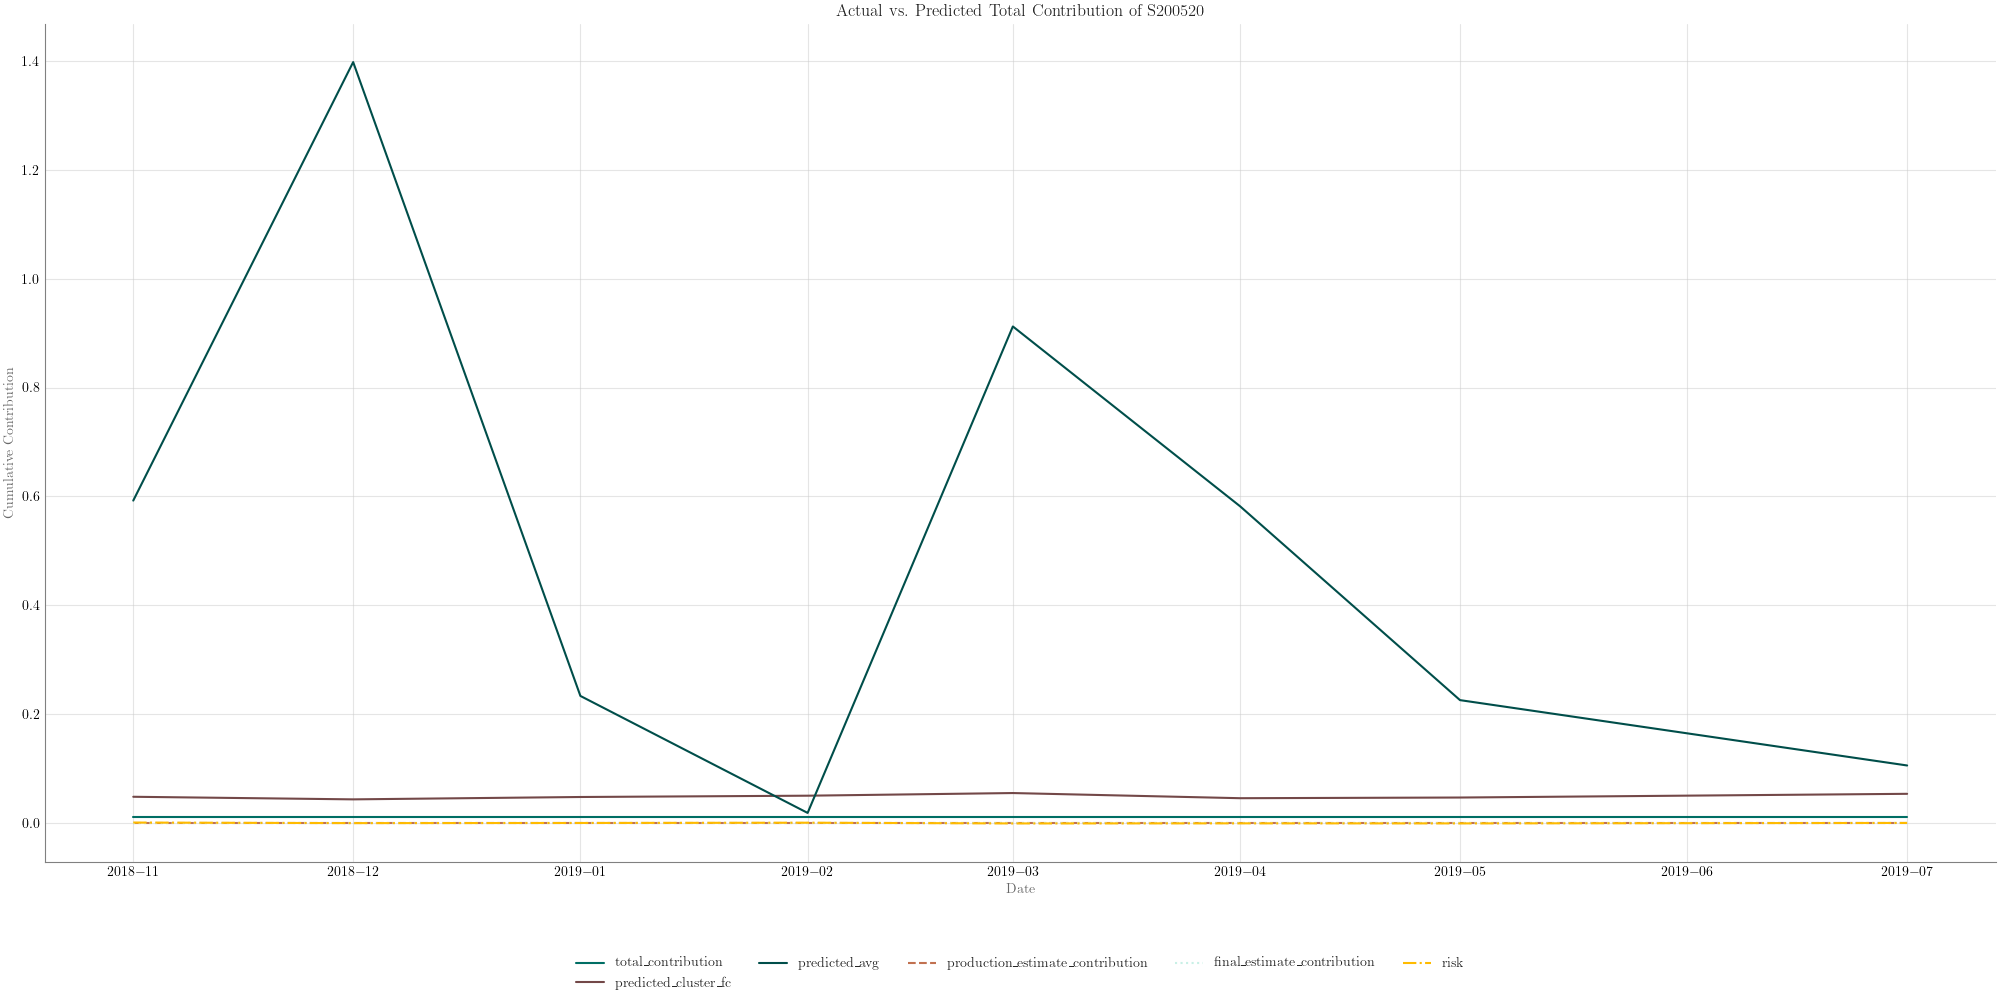 Actual vs. Predicted Total Contribution of S200520
Cumulative Contribution
1.4
1.2
1.0
0.8
0.6
0.4
0.2
0.0
2018−11 2018−12 2019−01 2019−02 2019−03 2019−04 2019−05 2019−06 2019−07
Date
total_contribution predicted_avg production_estimate_contribution final_estimate_contribution risk
predicted_cluster_fc